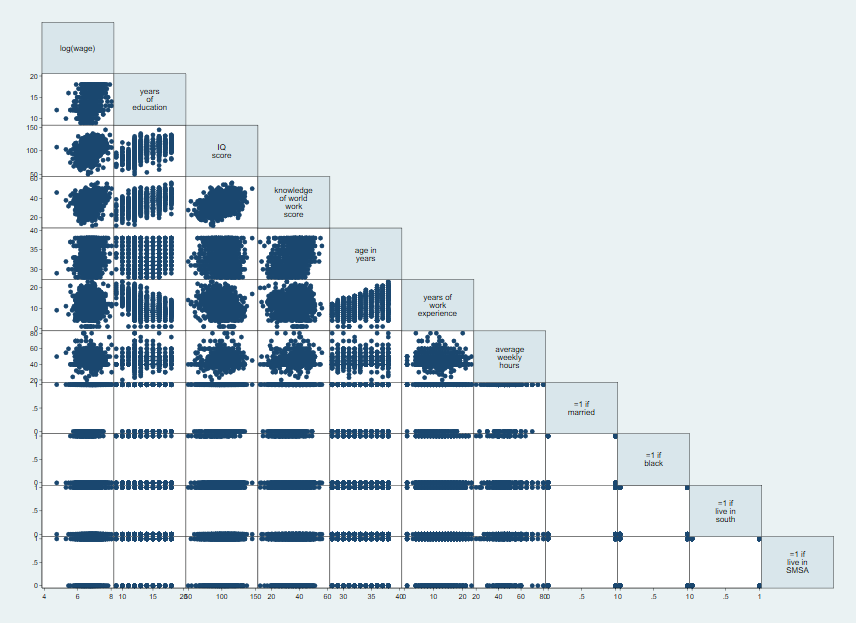 log(wage)
20
15
10
years
of
education
150
100
50
IQ
score
60
40
20
knowledge
of world
work
score
40
35
30
age in
years
20
10
0
years of
work
experience
80
60
40
20
average
weekly
hours
1
.5
0
=1 if
married
1
.5
0
=1 if
black
1
.5
0
=1 if
live in
south
1
.5
0
=1 if
live in
SMSA
4 6 8 10 15 20 50 100 150 20 40 60 30 35 40 0 10 20 20 40 60 80 0 .5 1 0 .5 1 0 .5 1